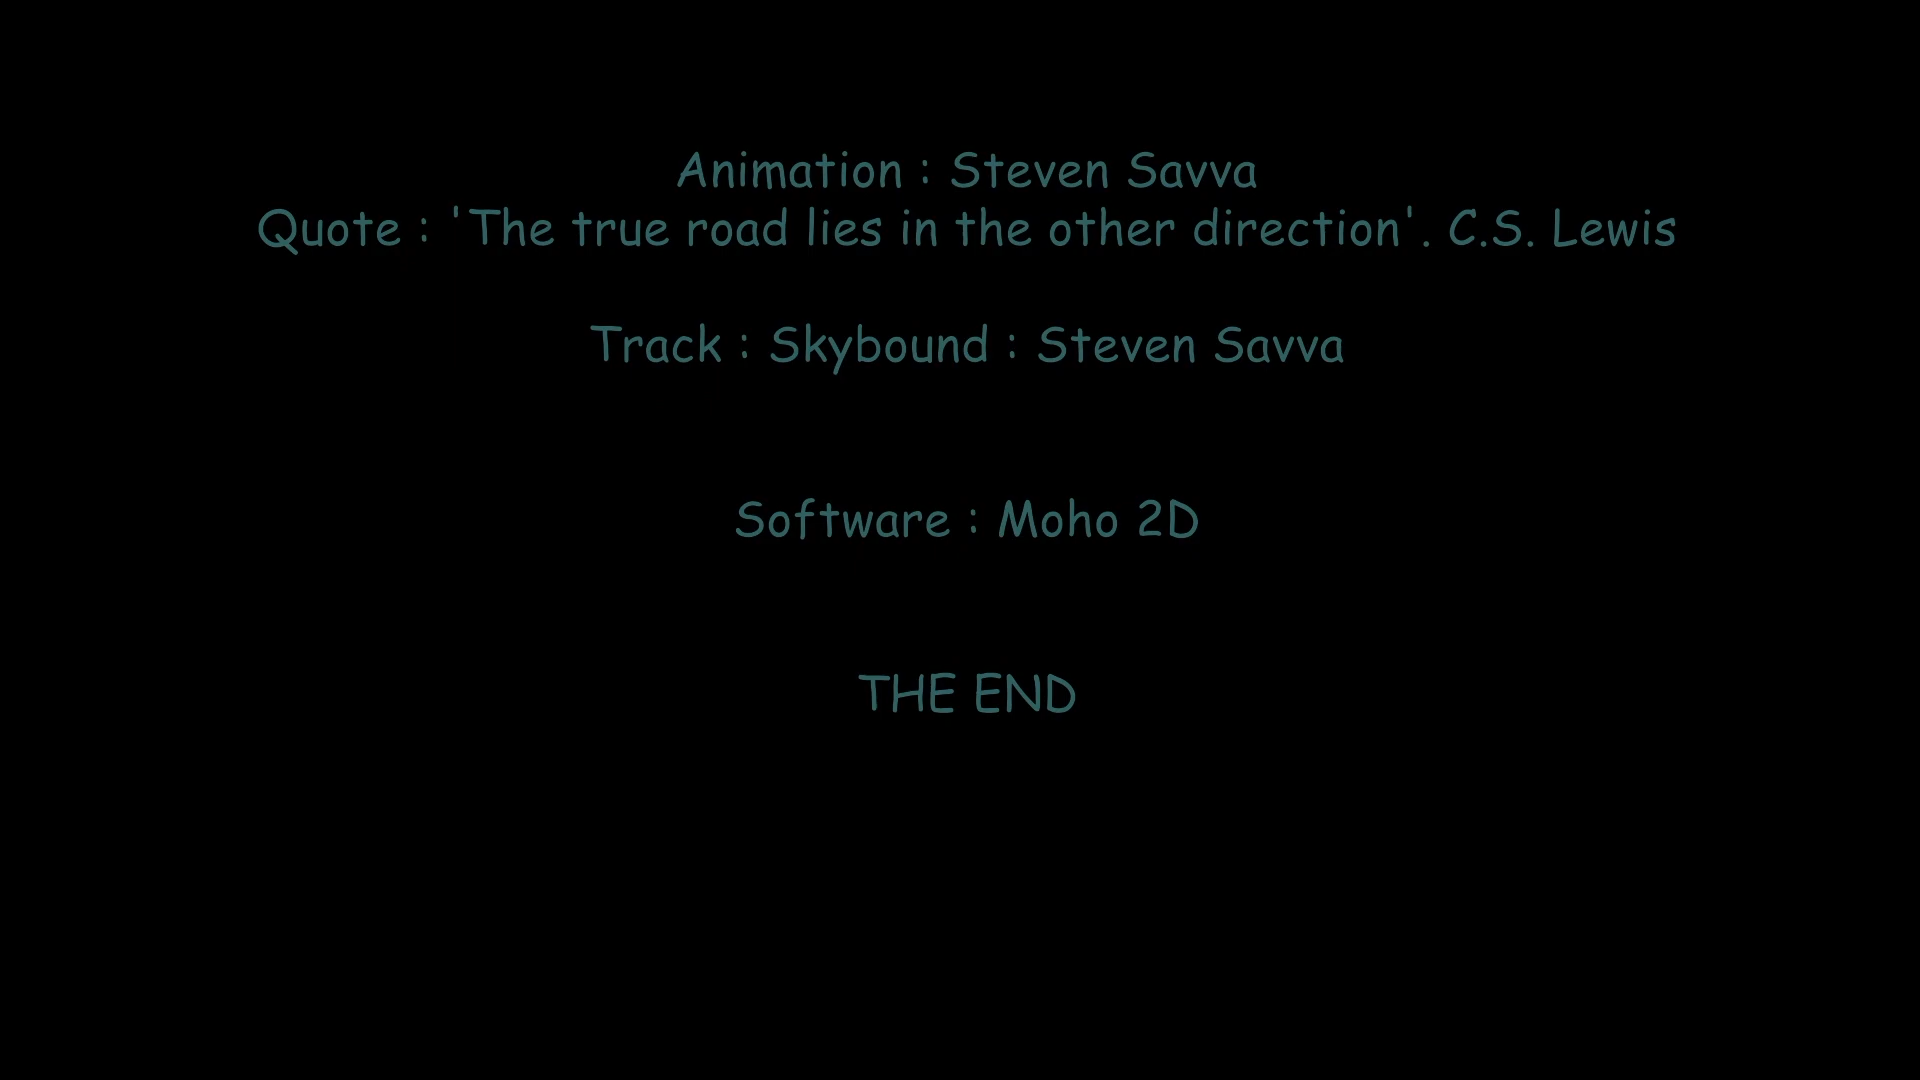 Animation : Steven Savva
Quote : 'The true road lies in the other direction'. C.S. Lewis
Track : Skybound : Steven Savva
Software : Moho 2D
THE END